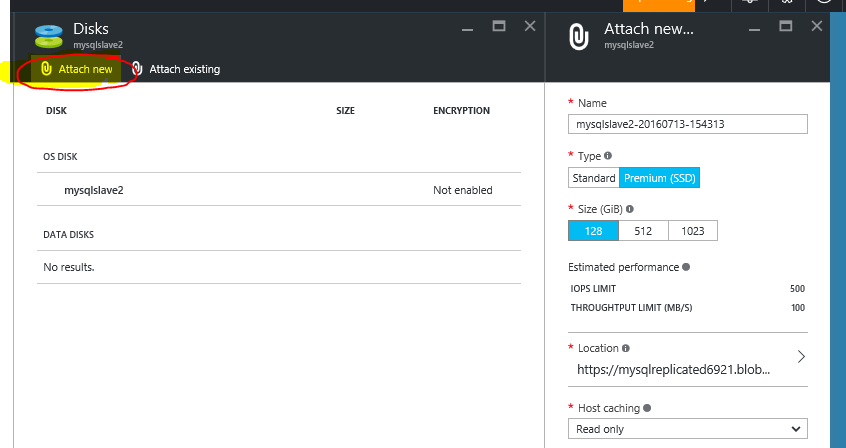 Disks
mysqlslave2
Attach new
Attach existing
DISK SIZE ENCRYPTION
OS DISK
mysqlslave2 Not enabled
DATA DISKS
No results.
Attach new...
mysqlslave2
* Name
mysqlslave2-20160713-154313
* Type
Standard Premium (SSD)
* Size (GiB)
128 512 1023
Estimated performance
IOPS LIMIT 500
THROUGHTPUT LIMIT (MB/S) 100
* Location
https://mysqlreplicated6921.blob...
* Host caching
Read only